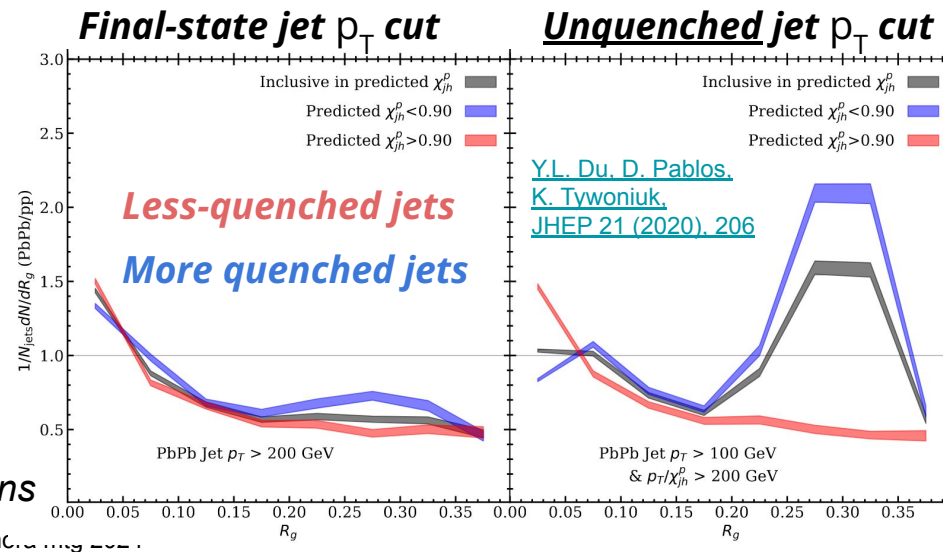 Final-state jet pT cut
Unquenched jet pT cut
3.0
2.5
2.0
1.5
1.0
0.5
1/Njets dN/dRg (PbPb/pp)
Inclusive in predicted χ^p_jh
Predicted χ^p_jh<0.90
Predicted χ^p_jh>0.90
Less-quenched jets
More quenched jets
PbPb Jet pT > 200 GeV
0.00 0.05 0.10 0.15 0.20 0.25 0.30 0.35
Rg
Inclusive in predicted χ^p_jh
Predicted χ^p_jh<0.90
Predicted χ^p_jh>0.90
Y.L. Du, D. Pablos,
K. Tywoniuk,
JHEP 21 (2020), 206
PbPb Jet pT > 100 GeV
& pT/χ^p_jh > 200 GeV
0.00 0.05 0.10 0.15 0.20 0.25 0.30 0.35
Rg